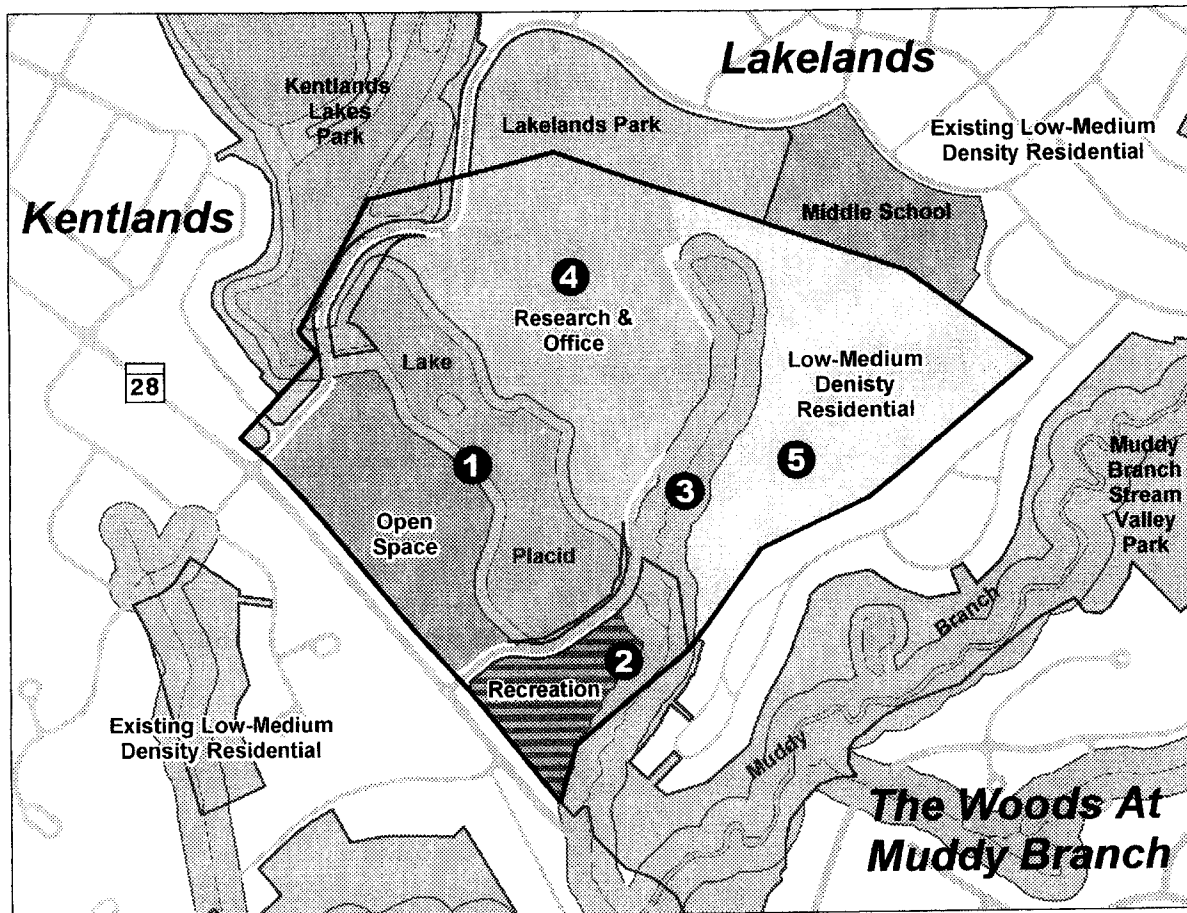 Lakelands
Kentlands
Lakes
Park
Lakelands Park
Existing Low-Medium
Density Residential
Kentlands
Middle School
4
Research &
Office
28
Lake
Low-Medium
Denisty
Residential
1
3
5
Muddy
Branch
Stream
Valley
Park
Open
Space
Placid
Branch
2
Recreation
Existing Low-Medium
Density Residential
Muddy
The Woods At
Muddy Branch